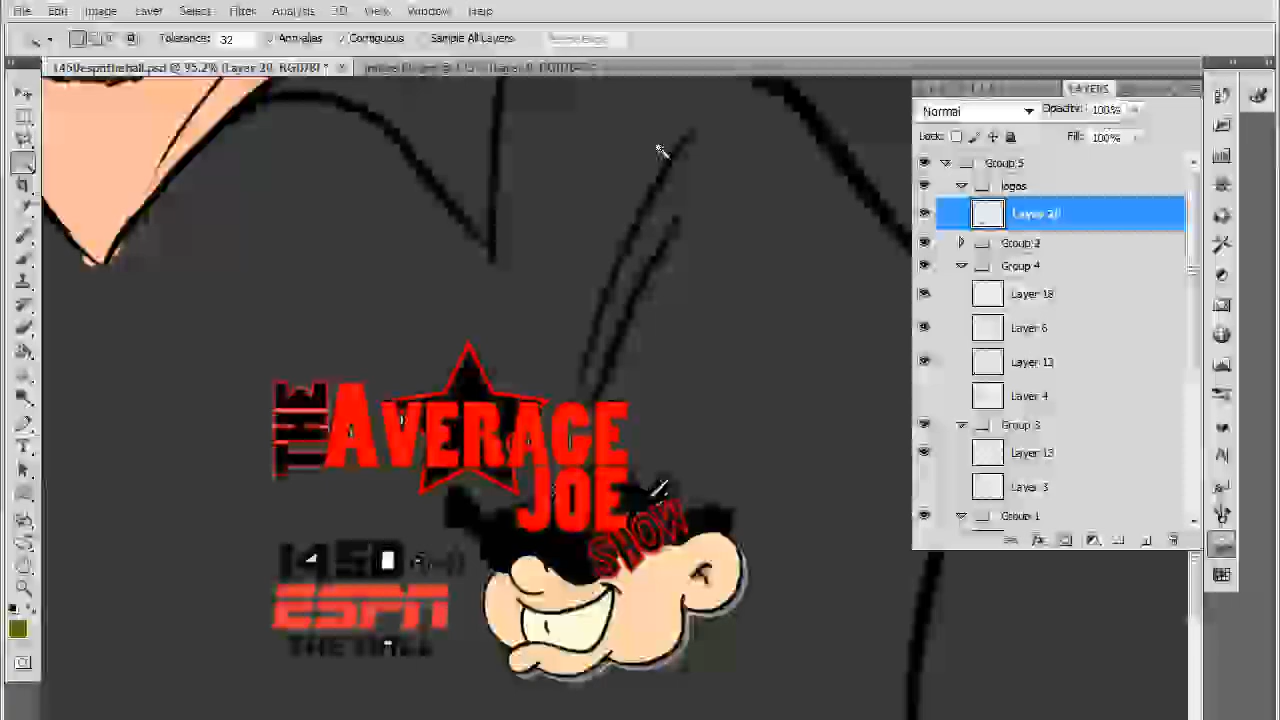 File Edit Image Layer Select Filter Analysis 3D View Window Help
Tolerance: 32 Anti-alias Contiguous Sample All Layers
1450espnthehall.psd @ 95.2% (Layer 20, RGB/8) *
LAYERS
Normal Opacity: 100%
Lock: Fill: 100%
Group 5
logos
Layer 20
Group 2
Group 4
Layer 18
Layer 6
Layer 12
Layer 4
Group 3
Layer 13
Layer 3
Group 1
THE AVERAGE
JOE
SHOW
1450
ESPN